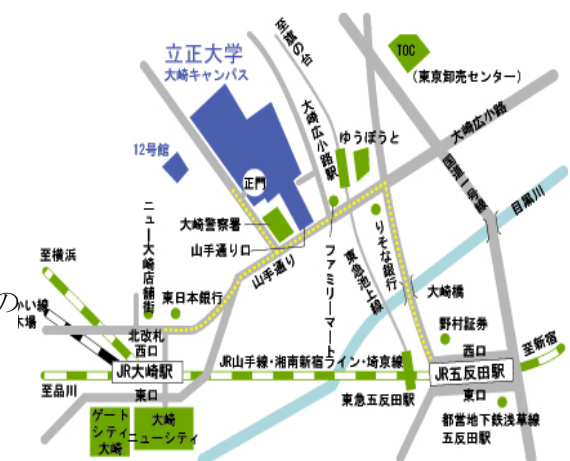 至旗の台
TOC
（東京卸売センター）
立正大学
大崎キャンパス
大崎広小路
大崎広小路駅
ゆうぽうと
国道一号線
12号館
正門
目黒川
大崎警察署
山手通り口
山手通り
ファミリーマート
東急池上線
りそな銀行
ニュー大崎店舗街
至横浜
東日本銀行
大崎橋
かい線
木場
北改札
西口
野村証券
西口
至新宿
JR大崎駅
JR山手線・湘南新宿ライン・埼京線
JR五反田駅
至品川
東口
東急五反田駅
東口
ゲート
シティ
大崎
大崎
ニューシティ
都営地下鉄浅草線
五反田駅